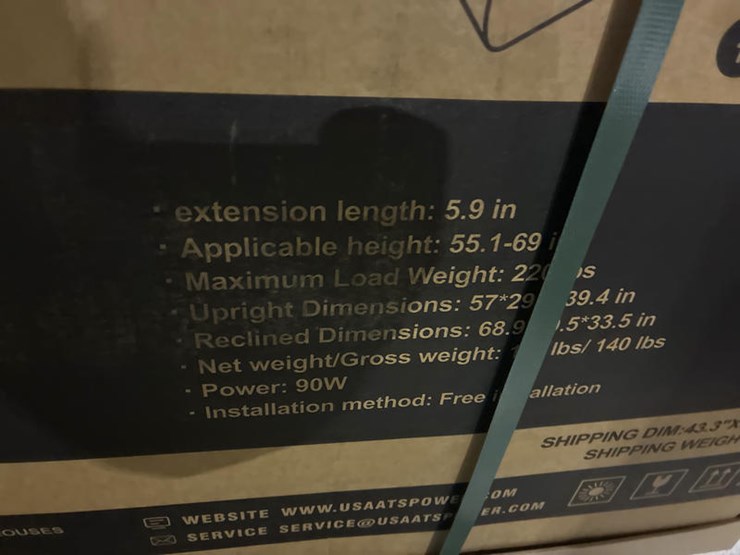 · extension length: 5.9 in
· Applicable height: 55.1-69 i
· Maximum Load Weight: 220 s
· Upright Dimensions: 57*29 39.4 in
· Reclined Dimensions: 68.9 .5*33.5 in
· Net weight/Gross weight: lbs/ 140 lbs
· Power: 90W
· Installation method: Free i allation
SHIPPING DIM:43.3"X
SHIPPING WEIGH
OUSES
WEBSITE WWW.USAATSPOWE .COM
SERVICE SERVICE@USAATSP ER.COM